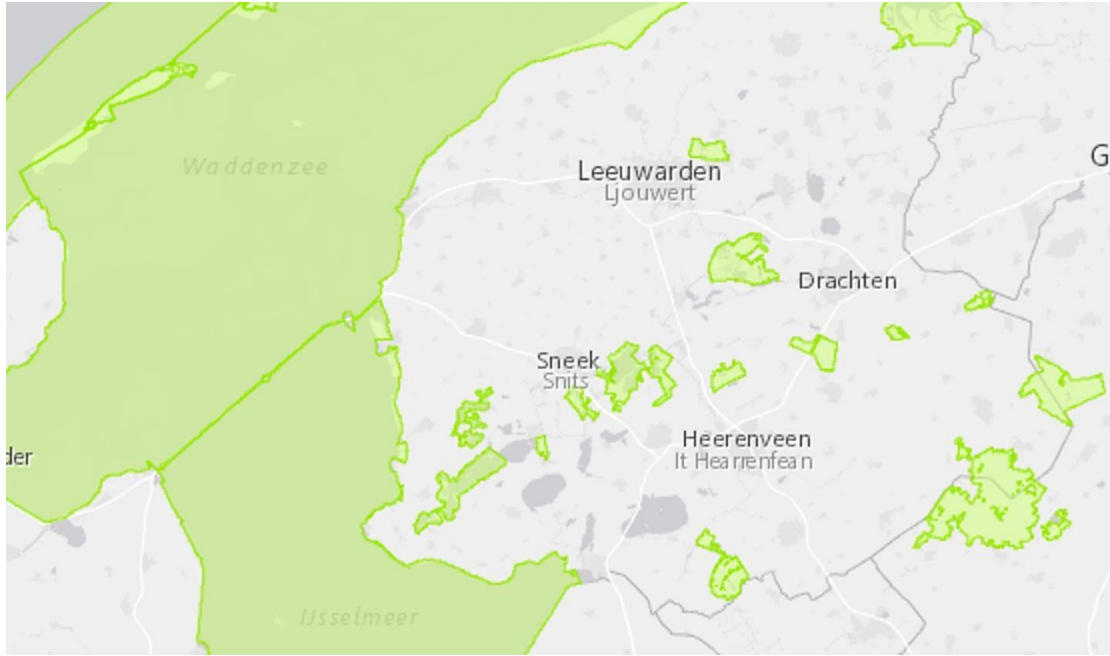 G
Waddenzee
Leeuwarden
Ljouwert
Drachten
Sneek
Snits
Heerenveen
It Hearrenfean
der
IJsselmeer